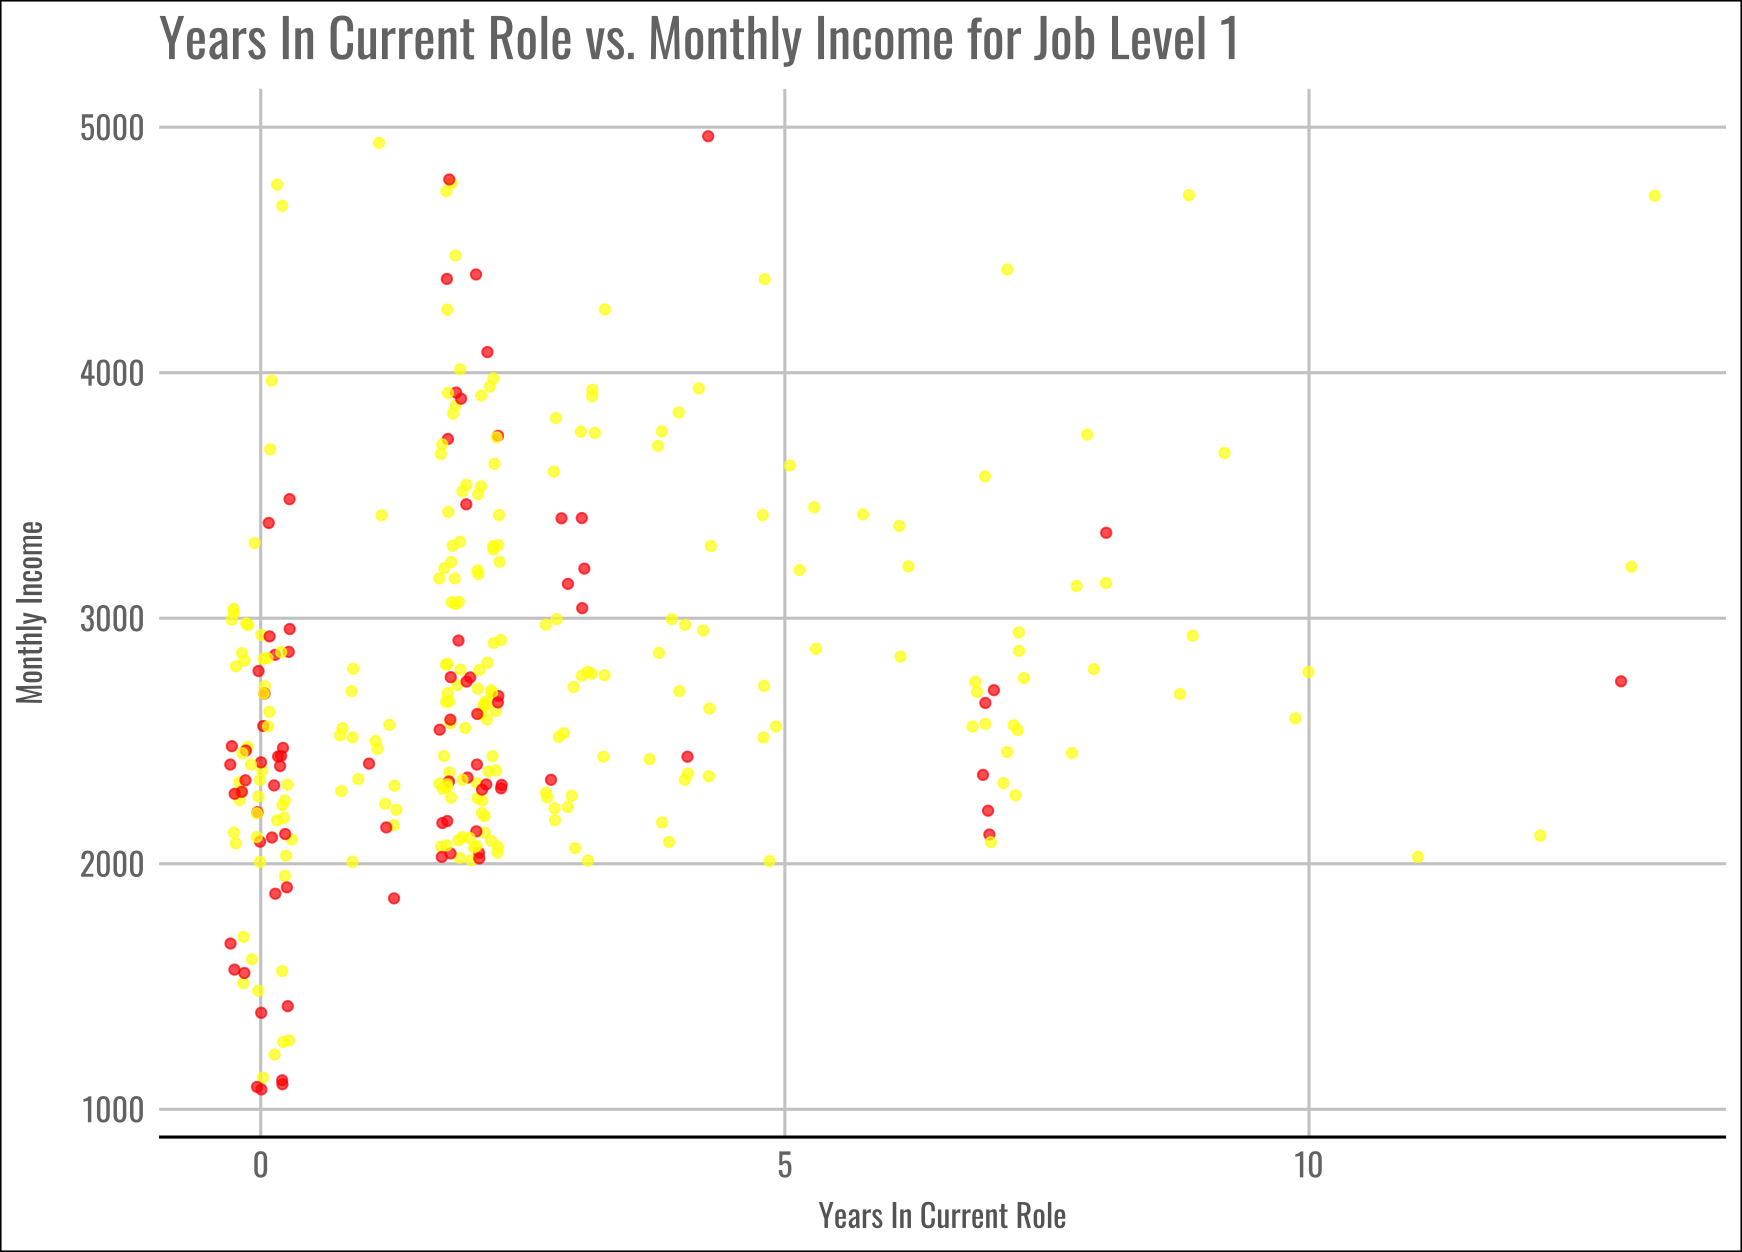 Years In Current Role vs. Monthly Income for Job Level 1
5000
4000
3000
2000
1000
Monthly Income
0 5 10
Years In Current Role